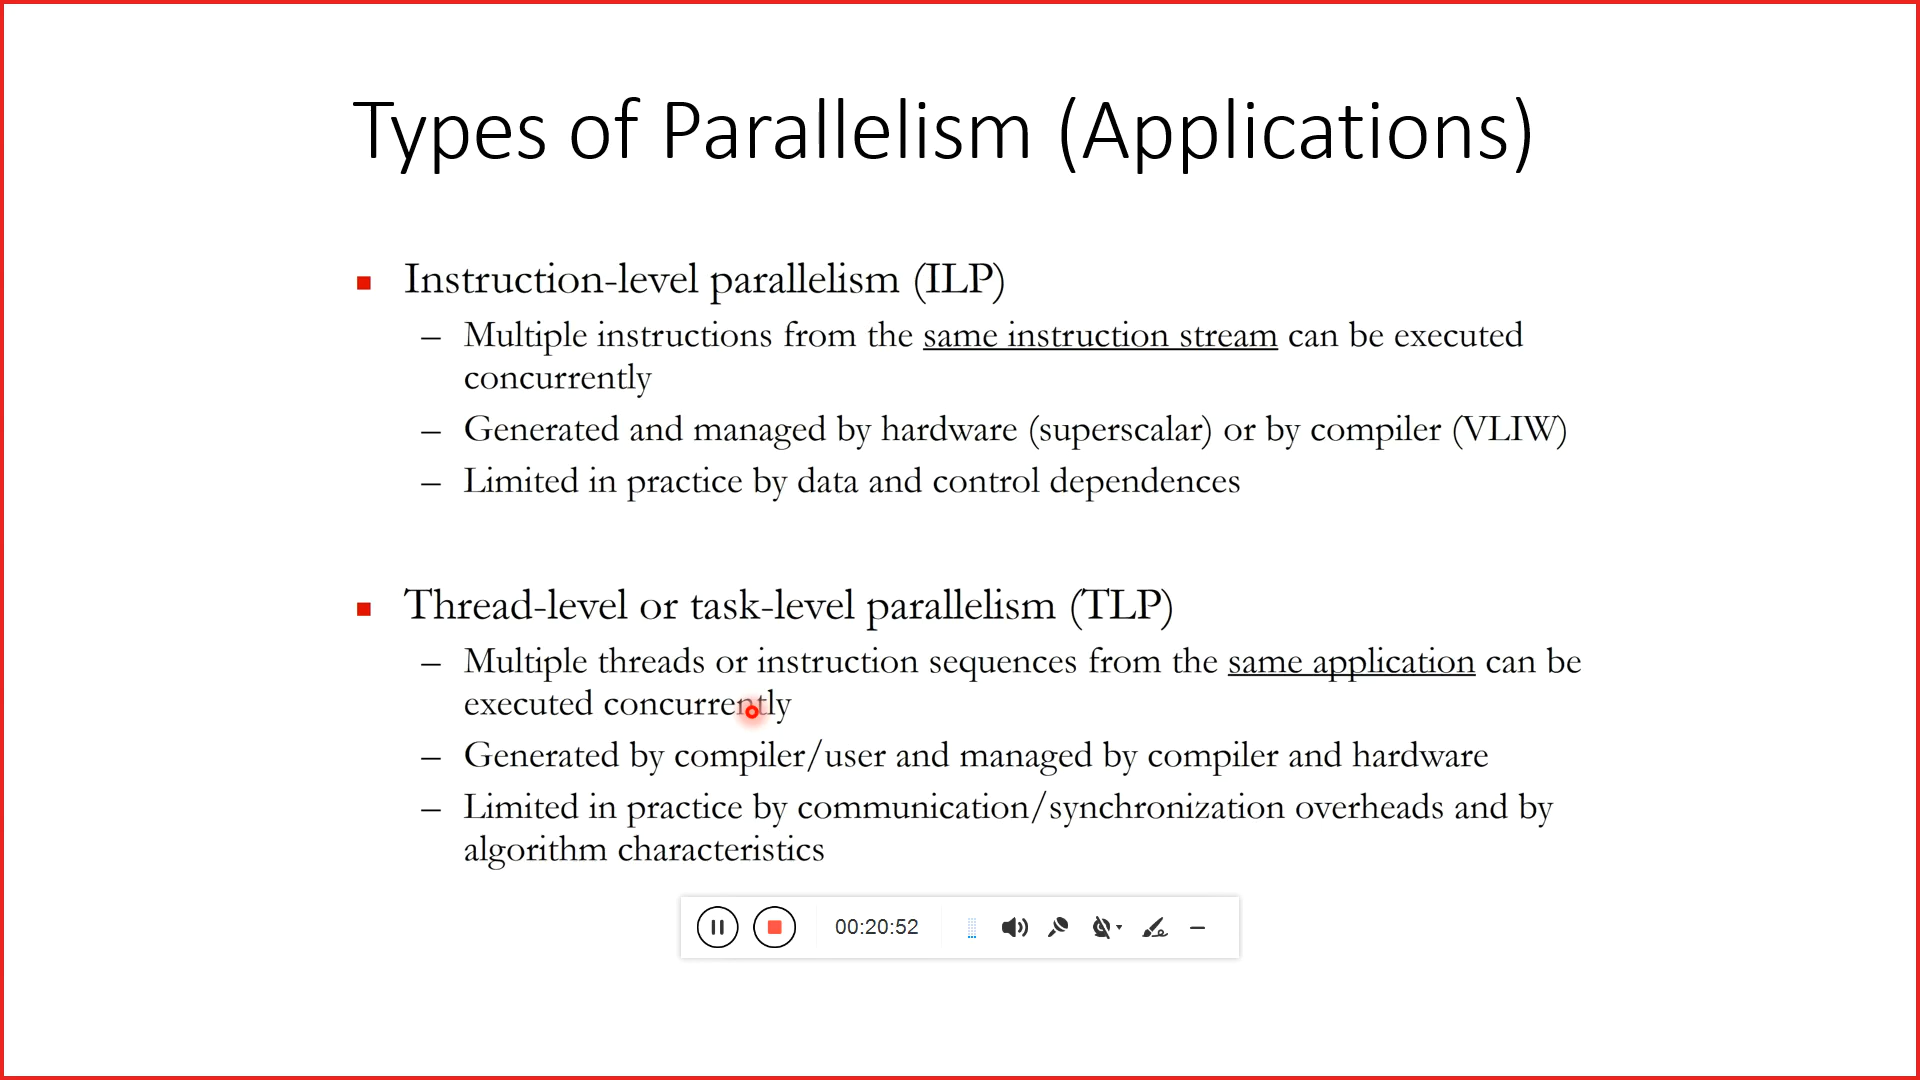 Types of Parallelism (Applications)
Instruction-level parallelism (ILP)
– Multiple instructions from the same instruction stream can be executed
concurrently
– Generated and managed by hardware (superscalar) or by compiler (VLIW)
– Limited in practice by data and control dependences
Thread-level or task-level parallelism (TLP)
– Multiple threads or instruction sequences from the same application can be
executed concurrently
– Generated by compiler/user and managed by compiler and hardware
– Limited in practice by communication/synchronization overheads and by
algorithm characteristics
00:20:52